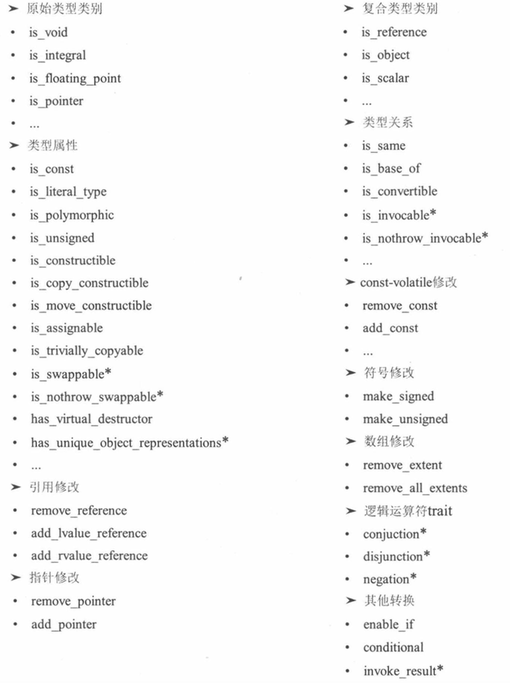 ➤ 原始类型类别
• is_void
• is_integral
• is_floating_point
• is_pointer
• ...
➤ 类型属性
• is_const
• is_literal_type
• is_polymorphic
• is_unsigned
• is_constructible
• is_copy_constructible
• is_move_constructible
• is_assignable
• is_trivially_copyable
• is_swappable*
• is_nothrow_swappable*
• has_virtual_destructor
• has_unique_object_representations*
• ...
➤ 引用修改
• remove_reference
• add_lvalue_reference
• add_rvalue_reference
➤ 指针修改
• remove_pointer
• add_pointer
➤ 复合类型类别
• is_reference
• is_object
• is_scalar
• ...
➤ 类型关系
• is_same
• is_base_of
• is_convertible
• is_invocable*
• is_nothrow_invocable*
• ...
➤ const-volatile修改
• remove_const
• add_const
• ...
➤ 符号修改
• make_signed
• make_unsigned
➤ 数组修改
• remove_extent
• remove_all_extents
➤ 逻辑运算符trait
• conjuction*
• disjunction*
• negation*
➤ 其他转换
• enable_if
• conditional
• invoke_result*